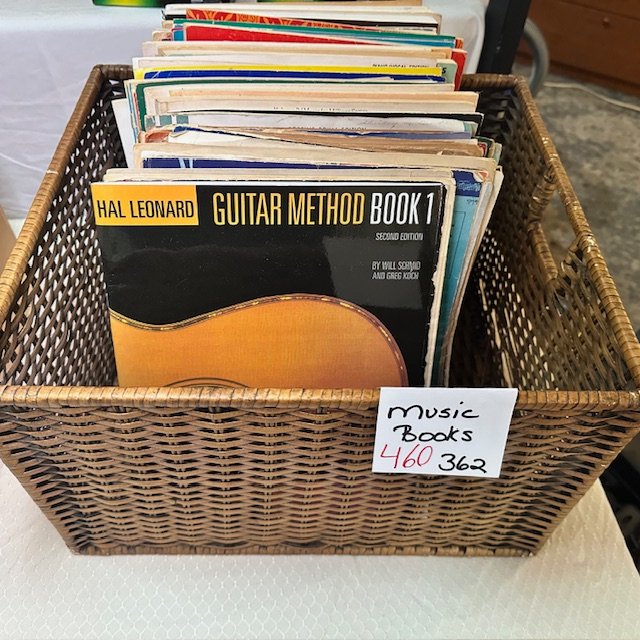 HAL LEONARD GUITAR METHOD BOOK 1
SECOND EDITION
BY WILL SCHMID
AND GREG KOCH
Music
Books
460 362